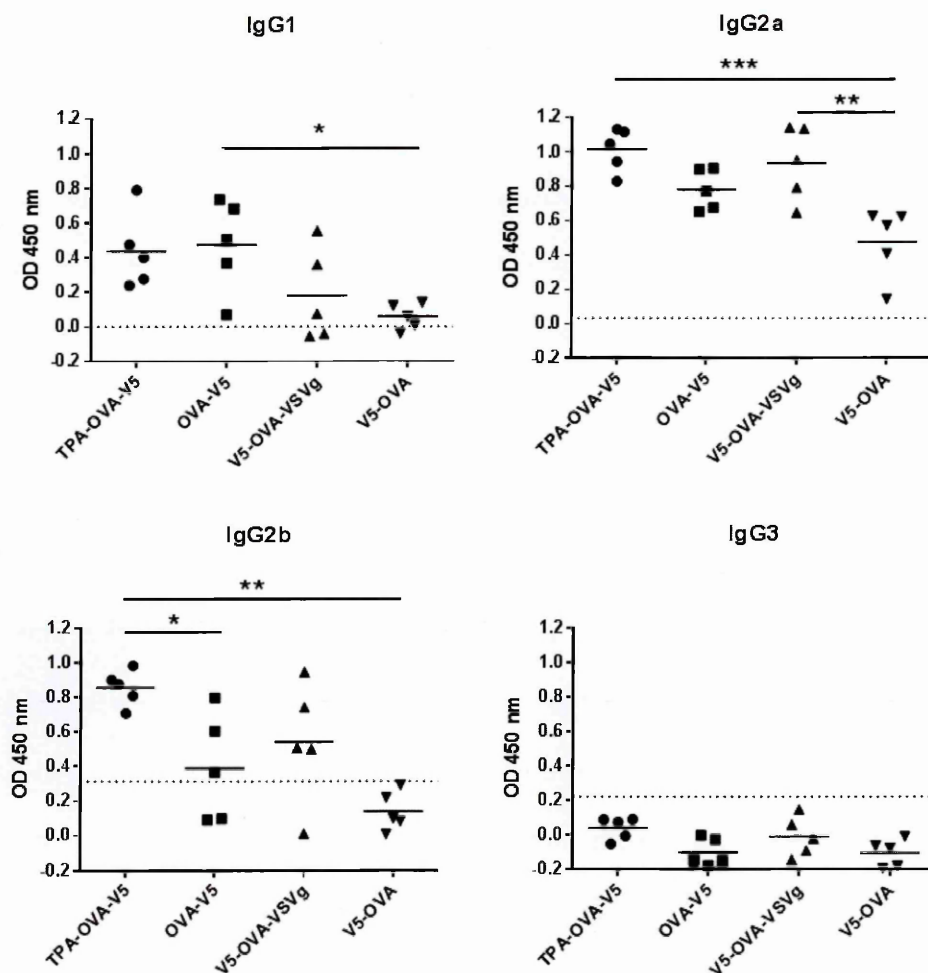 IgG1
*
OD 450 nm
1.2
1.0
0.8
0.6
0.4
0.2
0.0
-0.2
TPA-OVA-V5
OVA-V5
V5-OVA-VSVg
V5-OVA
IgG2a
***
**
OD 450 nm
1.2
1.0
0.8
0.6
0.4
0.2
0.0
-0.2
TPA-OVA-V5
OVA-V5
V5-OVA-VSVg
V5-OVA
IgG2b
**
*
OD 450 nm
1.2
1.0
0.8
0.6
0.4
0.2
0.0
-0.2
TPA-OVA-V5
OVA-V5
V5-OVA-VSVg
V5-OVA
IgG3
OD 450 nm
1.2
1.0
0.8
0.6
0.4
0.2
0.0
-0.2
TPA-OVA-V5
OVA-V5
V5-OVA-VSVg
V5-OVA